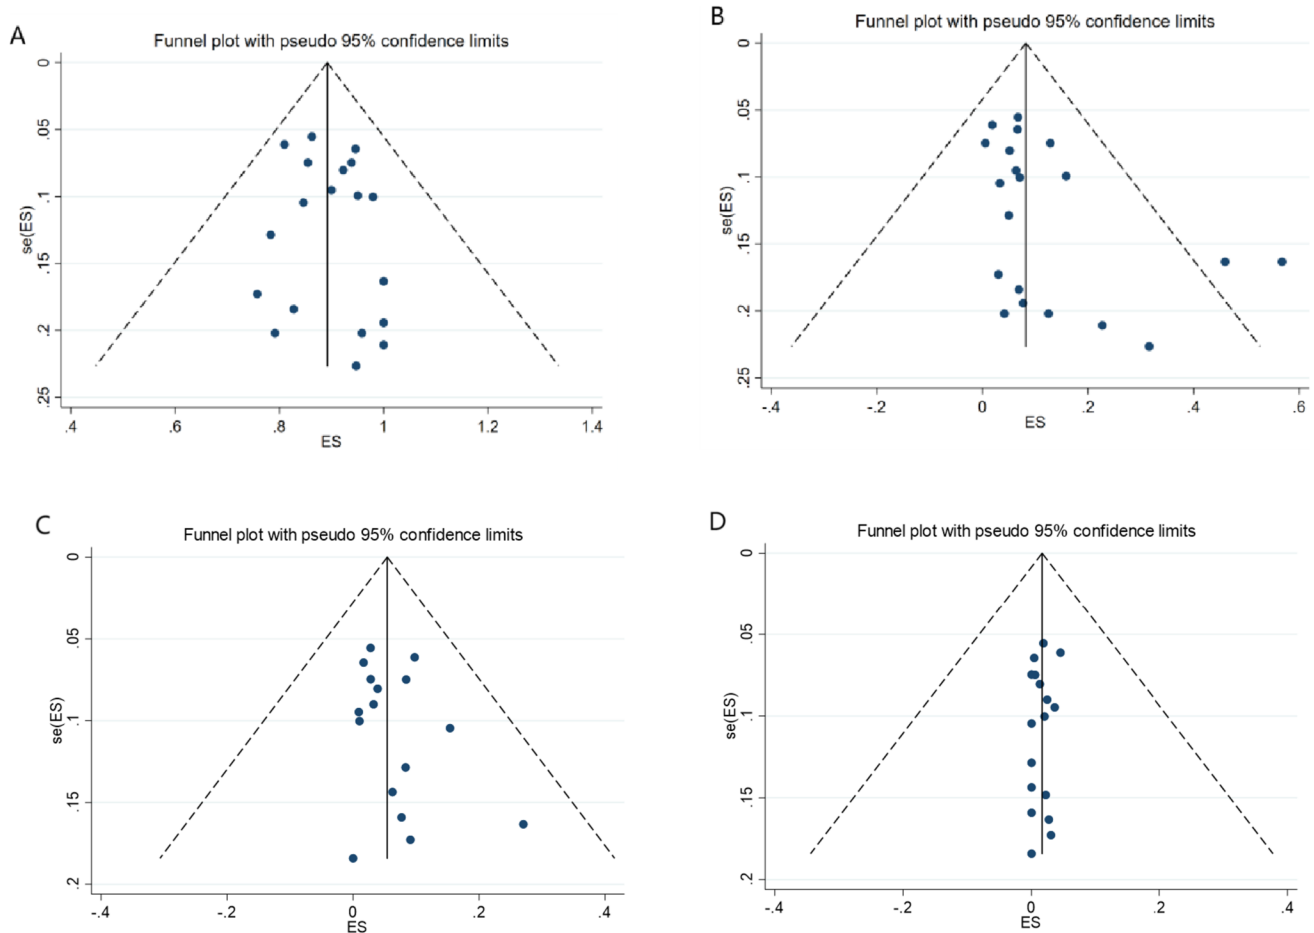 A
Funnel plot with pseudo 95% confidence limits
0
.05
.1
.15
.2
.25
se(ES)
.4 .6 .8 1 1.2 1.4
ES
B
Funnel plot with pseudo 95% confidence limits
0
.05
.1
.15
.2
.25
se(ES)
-.4 -.2 0 .2 .4 .6
ES
C
Funnel plot with pseudo 95% confidence limits
0
.05
.1
.15
.2
se(ES)
-.4 -.2 0 .2 .4
ES
D
Funnel plot with pseudo 95% confidence limits
0
.05
.1
.15
.2
se(ES)
-.4 -.2 0 .2 .4
ES